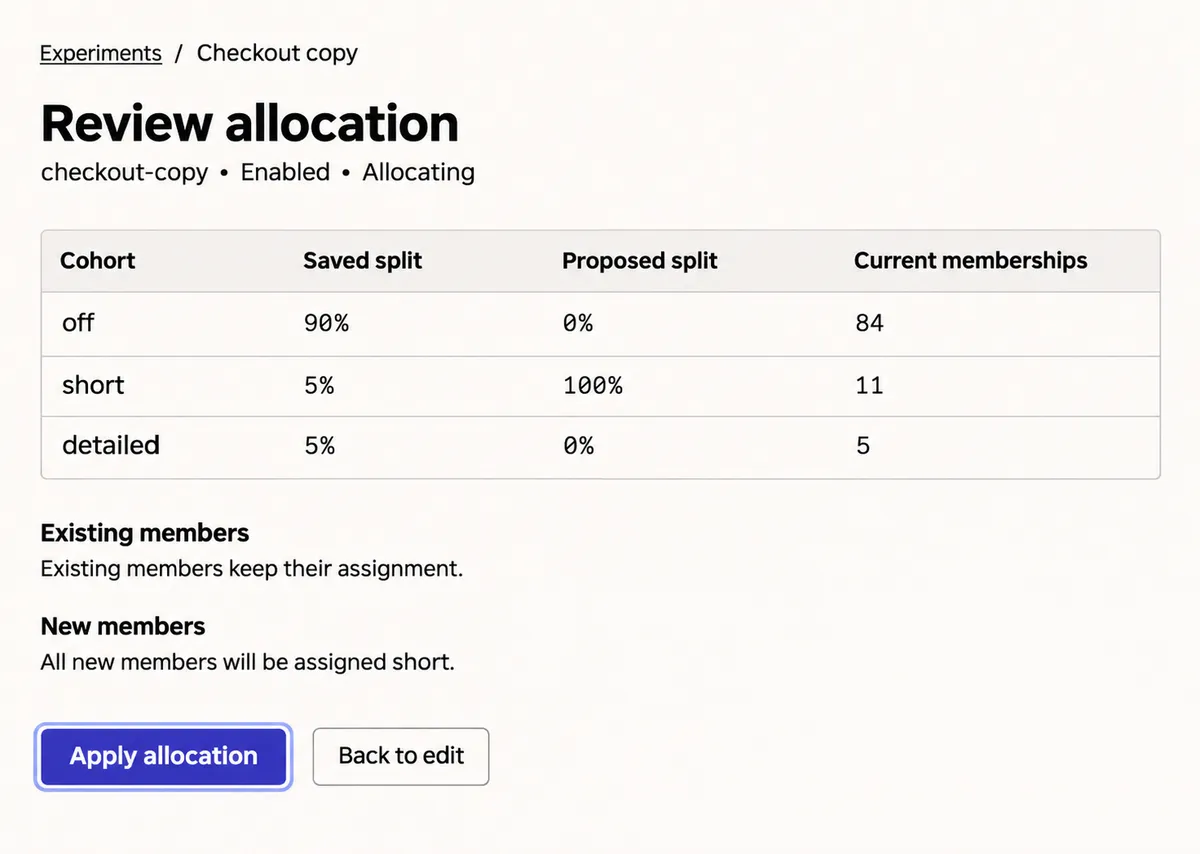 Experiments / Checkout copy
Review allocation
checkout-copy • Enabled • Allocating
Cohort Saved split Proposed split Current memberships
off 90% 0% 84
short 5% 100% 11
detailed 5% 0% 5
Existing members
Existing members keep their assignment.
New members
All new members will be assigned short.
Apply allocation Back to edit